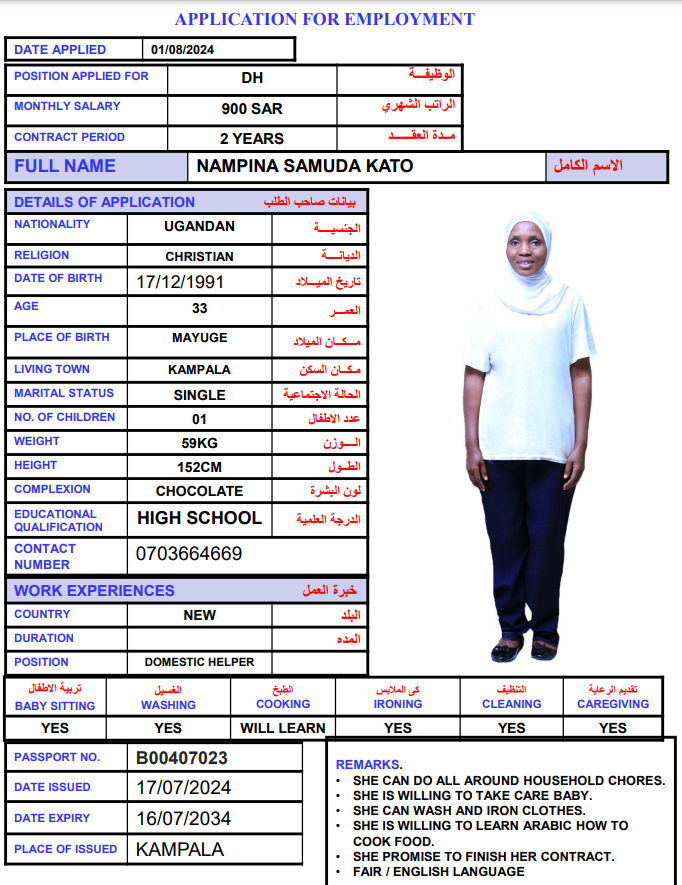 APPLICATION FOR EMPLOYMENT
DATE APPLIED 01/08/2024
POSITION APPLIED FOR DH الوظيفـــة
MONTHLY SALARY 900 SAR الراتب الشهري
CONTRACT PERIOD 2 YEARS مـدة العقـــد
FULL NAME NAMPINA SAMUDA KATO الاسم الكامل
DETAILS OF APPLICATION بيانات صاحب الطلب
NATIONALITY UGANDAN الجنسيـــة
RELIGION CHRISTIAN الديانـــة
DATE OF BIRTH 17/12/1991 تاريخ الميـــلاد
AGE 33 العمـــر
PLACE OF BIRTH MAYUGE مـكـان الميلاد
LIVING TOWN KAMPALA مكـان السكن
MARITAL STATUS SINGLE الحالة الاجتماعية
NO. OF CHILDREN 01 عدد الاطفال
WEIGHT 59KG الـــوزن
HEIGHT 152CM الطـول
COMPLEXION CHOCOLATE لون البشرة
EDUCATIONAL QUALIFICATION HIGH SCHOOL الدرجة العلمية
CONTACT NUMBER 0703664669
WORK EXPERIENCES خبرة العمل
COUNTRY NEW البلد
DURATION المده
POSITION DOMESTIC HELPER
تربية الاطفال الغسيل الطبخ كى الملابس التنظيف تقديم الرعاية
BABY SITTING WASHING COOKING IRONING CLEANING CAREGIVING
YES YES WILL LEARN YES YES YES
PASSPORT NO. B00407023
DATE ISSUED 17/07/2024
DATE EXPIRY 16/07/2034
PLACE OF ISSUED KAMPALA
REMARKS.
• SHE CAN DO ALL AROUND HOUSEHOLD CHORES.
• SHE IS WILLING TO TAKE CARE BABY.
• SHE CAN WASH AND IRON CLOTHES.
• SHE IS WILLING TO LEARN ARABIC HOW TO
COOK FOOD.
• SHE PROMISE TO FINISH HER CONTRACT.
• FAIR / ENGLISH LANGUAGE